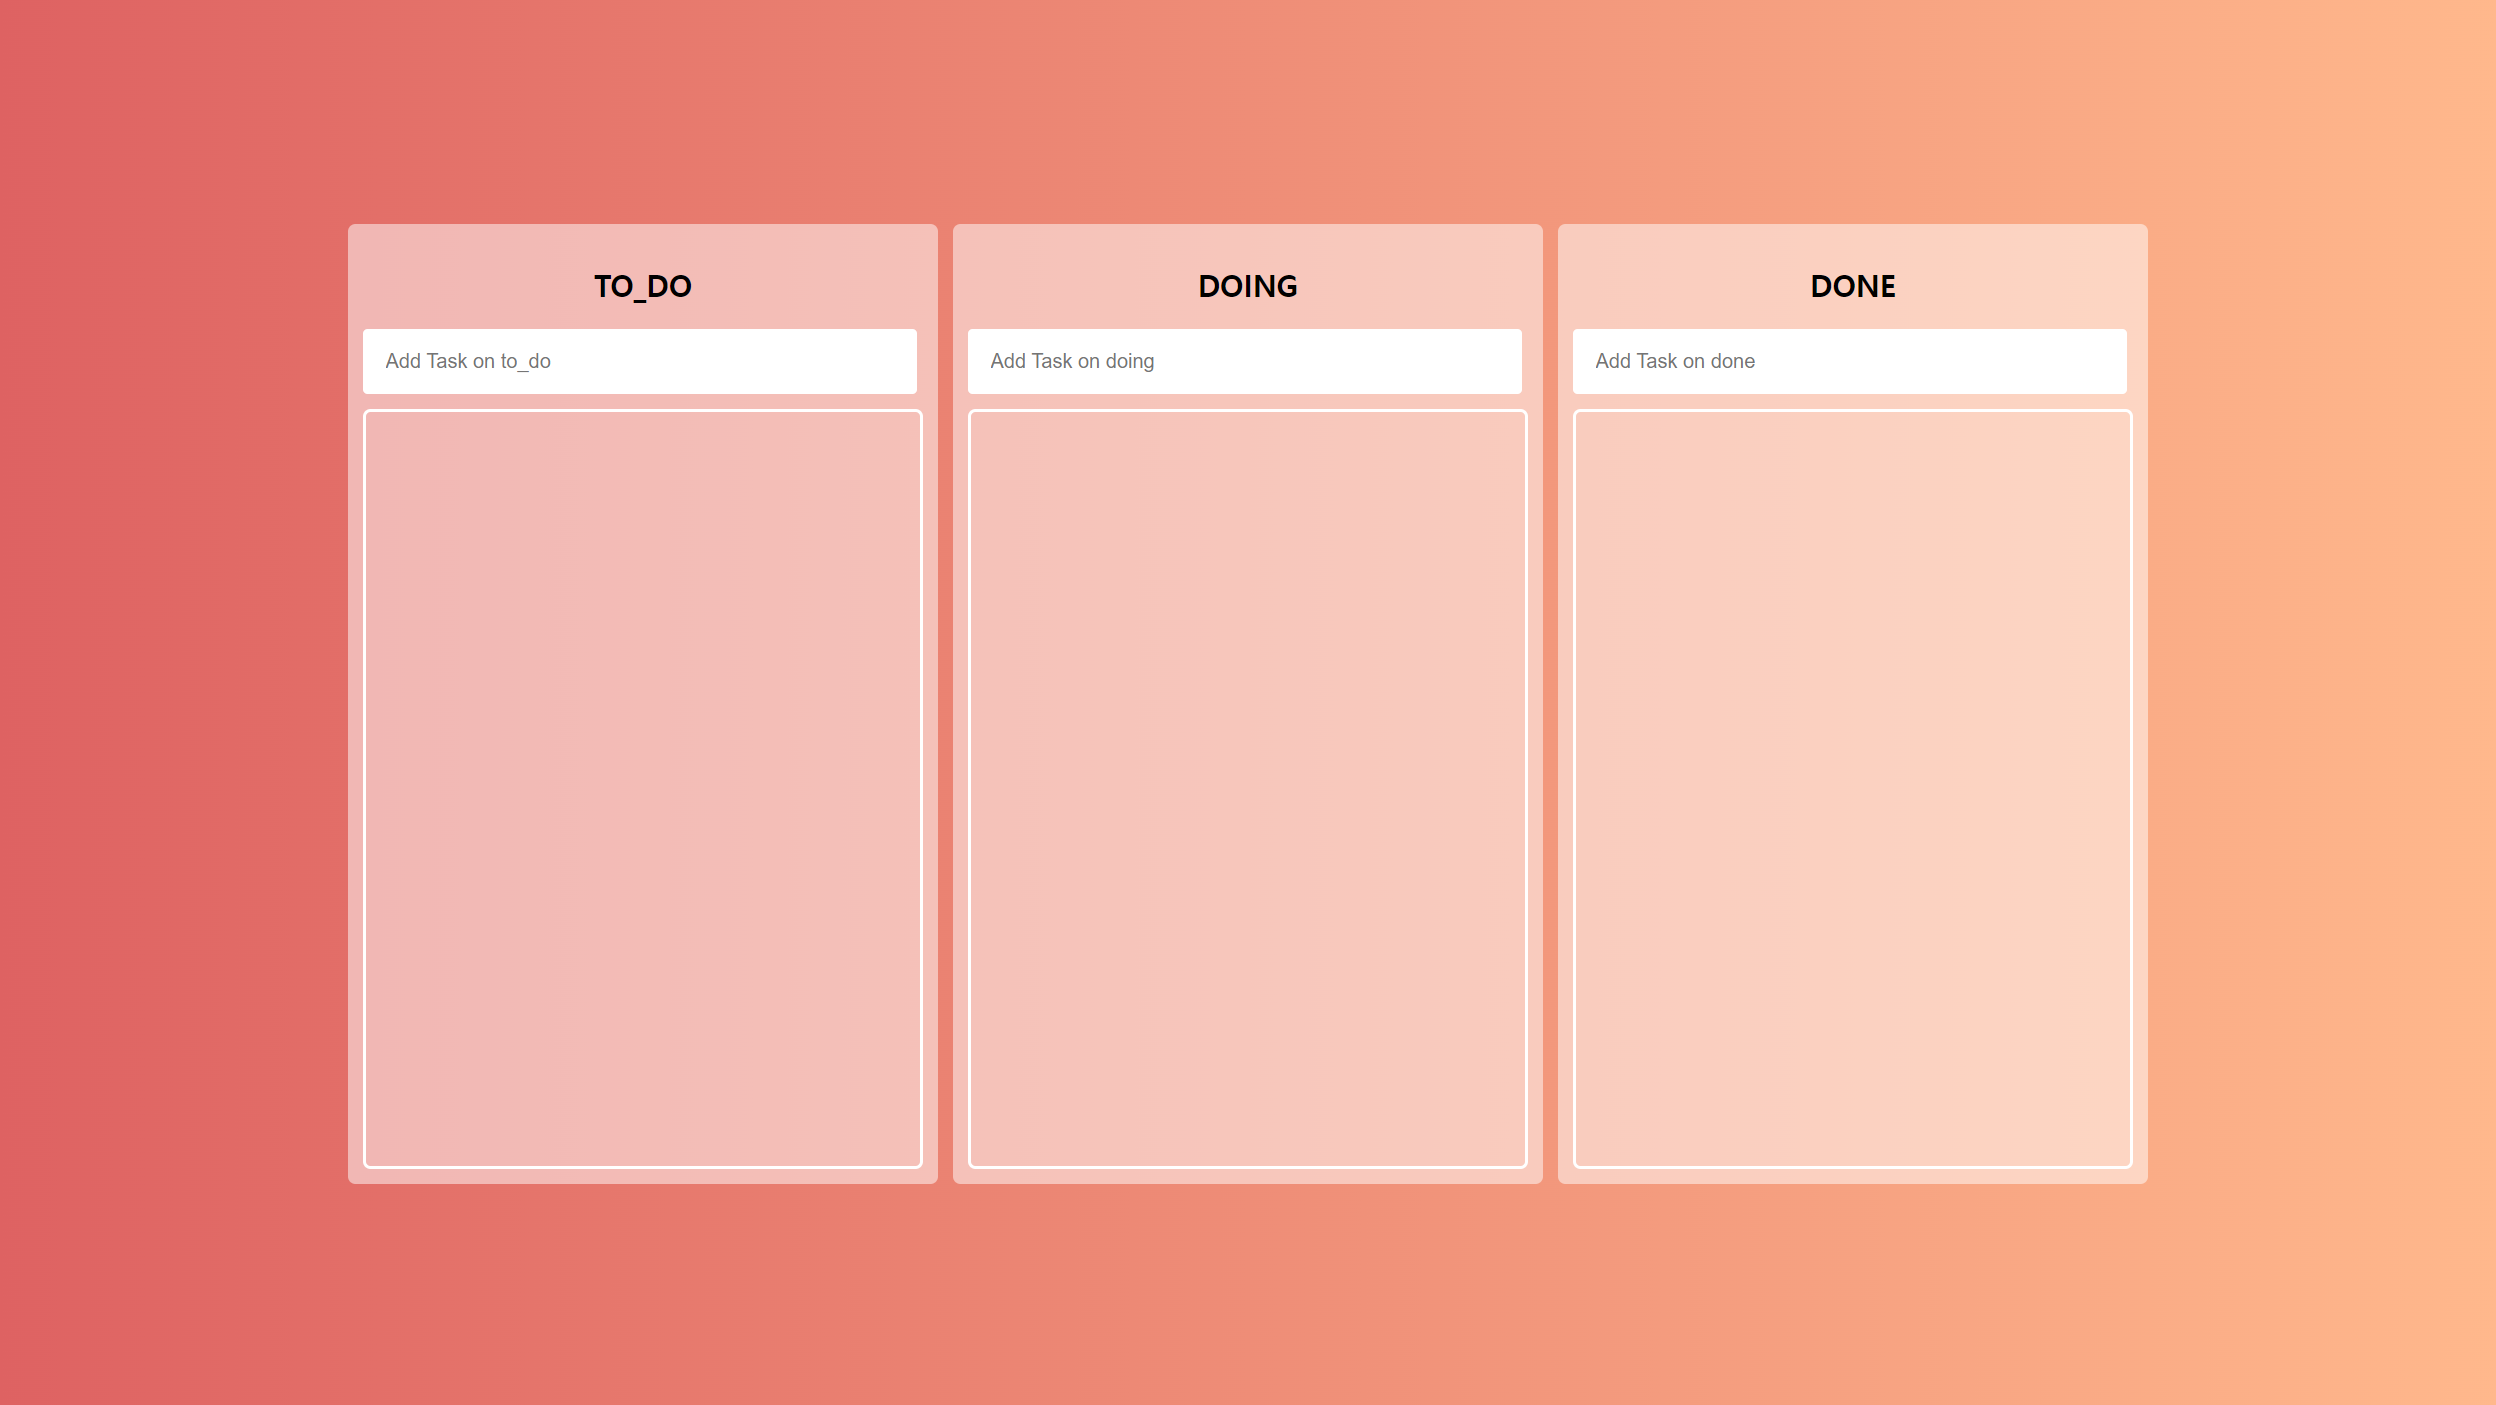 TO_DO
Add Task on to_do
DOING
Add Task on doing
DONE
Add Task on done